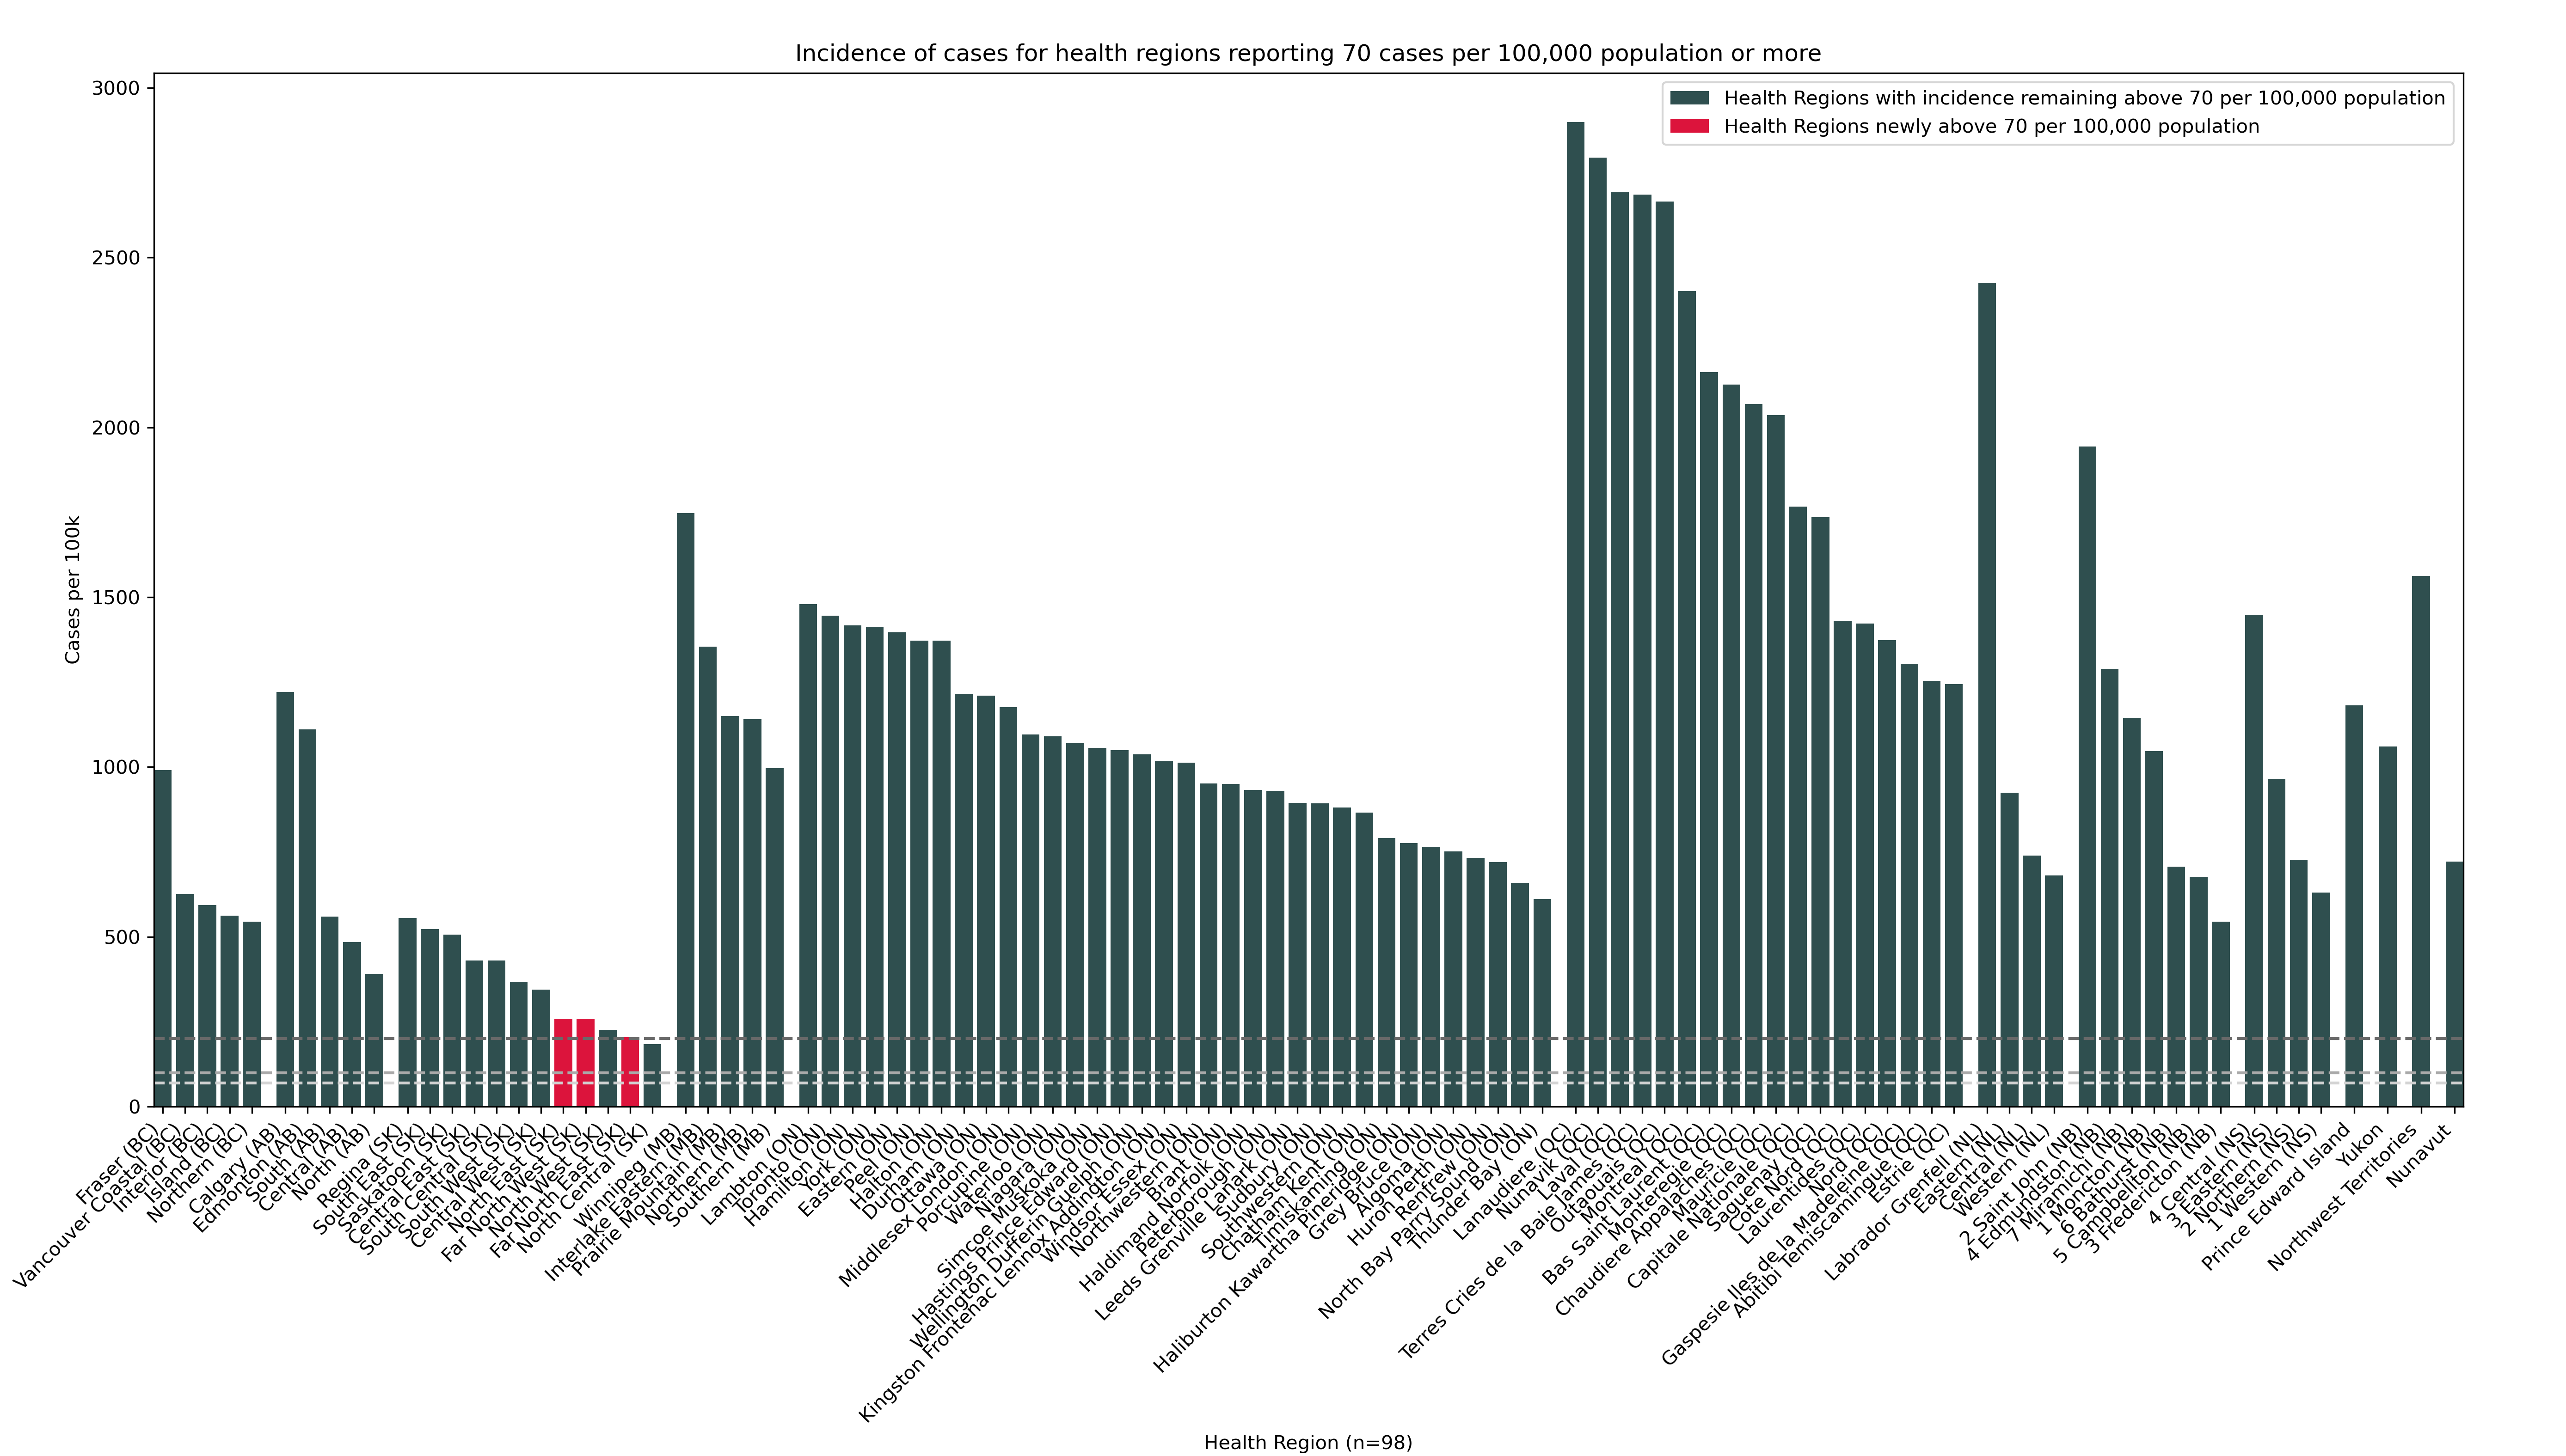 Incidence of cases for health regions reporting 70 cases per 100,000 population or more
Health Regions with incidence remaining above 70 per 100,000 population
Health Regions newly above 70 per 100,000 population
Cases per 100k
3000
2500
2000
1500
1000
500
0
Fraser (BC)
Vancouver Coastal (BC)
Interior (BC)
Island (BC)
Northern (BC)
Calgary (AB)
Edmonton (AB)
South (AB)
Central (AB)
North (AB)
Regina (SK)
South East (SK)
Saskatoon (SK)
Central East (SK)
South Central (SK)
South West (SK)
Central West (SK)
North East (SK)
Far North West (SK)
North West (SK)
Far North East (SK)
North Central (SK)
Winnipeg (MB)
Interlake Eastern (MB)
Prairie Mountain (MB)
Northern (MB)
Southern (MB)
Lambton (ON)
Toronto (ON)
Hamilton (ON)
York (ON)
Eastern (ON)
Peel (ON)
Halton (ON)
Durham (ON)
Ottawa (ON)
Middlesex London (ON)
Porcupine (ON)
Waterloo (ON)
Niagara (ON)
Simcoe Muskoka (ON)
Hastings Prince Edward (ON)
Wellington Dufferin Guelph (ON)
Kingston Frontenac Lennox Addington (ON)
Windsor Essex (ON)
Northwestern (ON)
Brant (ON)
Haldimand Norfolk (ON)
Peterborough (ON)
Leeds Grenville Lanark (ON)
Sudbury (ON)
Southwestern (ON)
Chatham Kent (ON)
Timiskaming (ON)
Haliburton Kawartha Pineridge (ON)
Grey Bruce (ON)
Algoma (ON)
Huron Perth (ON)
Renfrew (ON)
North Bay Parry Sound (ON)
Thunder Bay (ON)
Lanaudiere (QC)
Nunavik (QC)
Laval (QC)
Terres Cries de la Baie James (QC)
Outaouais (QC)
Montreal (QC)
Bas Saint Laurent (QC)
Monteregie (QC)
Chaudiere Appalaches (QC)
Mauricie (QC)
Capitale Nationale (QC)
Saguenay (QC)
Cote Nord (QC)
Laurentides (QC)
Nord (QC)
Gaspesie Iles de la Madeleine (QC)
Abitibi Temiscamingue (QC)
Estrie (QC)
Labrador Grenfell (NL)
Eastern (NL)
Central (NL)
Western (NL)
2 Saint John (NB)
4 Edmundston (NB)
7 Miramichi (NB)
1 Moncton (NB)
6 Bathurst (NB)
5 Campbelton (NB)
3 Fredericton (NB)
4 Central (NS)
3 Eastern (NS)
2 Northern (NS)
1 Western (NS)
Prince Edward Island
Yukon
Northwest Territories
Nunavut
Health Region (n=98)